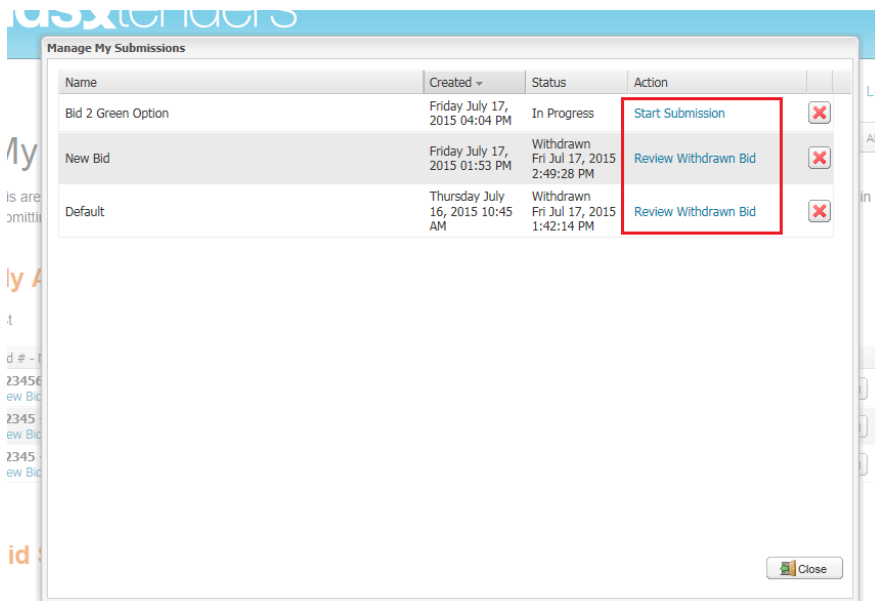 Manage My Submissions
Name Created Status Action
Bid 2 Green Option
Friday July 17,
2015 04:04 PM
In Progress
Start Submission
New Bid
Friday July 17,
2015 01:53 PM
Withdrawn
Fri Jul 17, 2015
2:49:28 PM
Review Withdrawn Bid
Default
Thursday July
16, 2015 10:45
AM
Withdrawn
Fri Jul 17, 2015
1:42:14 PM
Review Withdrawn Bid
Close